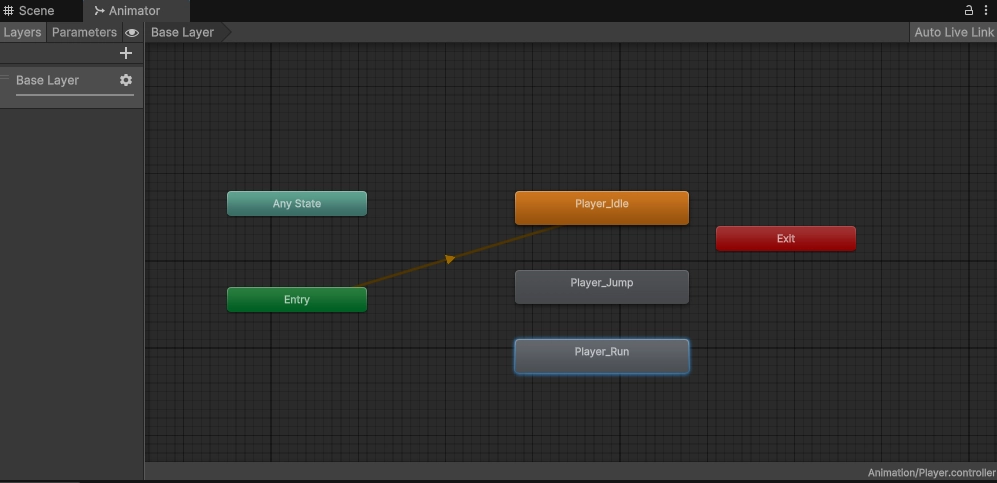 Scene Animator
Layers Parameters Base Layer Auto Live Link
Base Layer
Any State
Player_Idle
Exit
Player_Jump
Entry
Player_Run
Animation/Player.controller